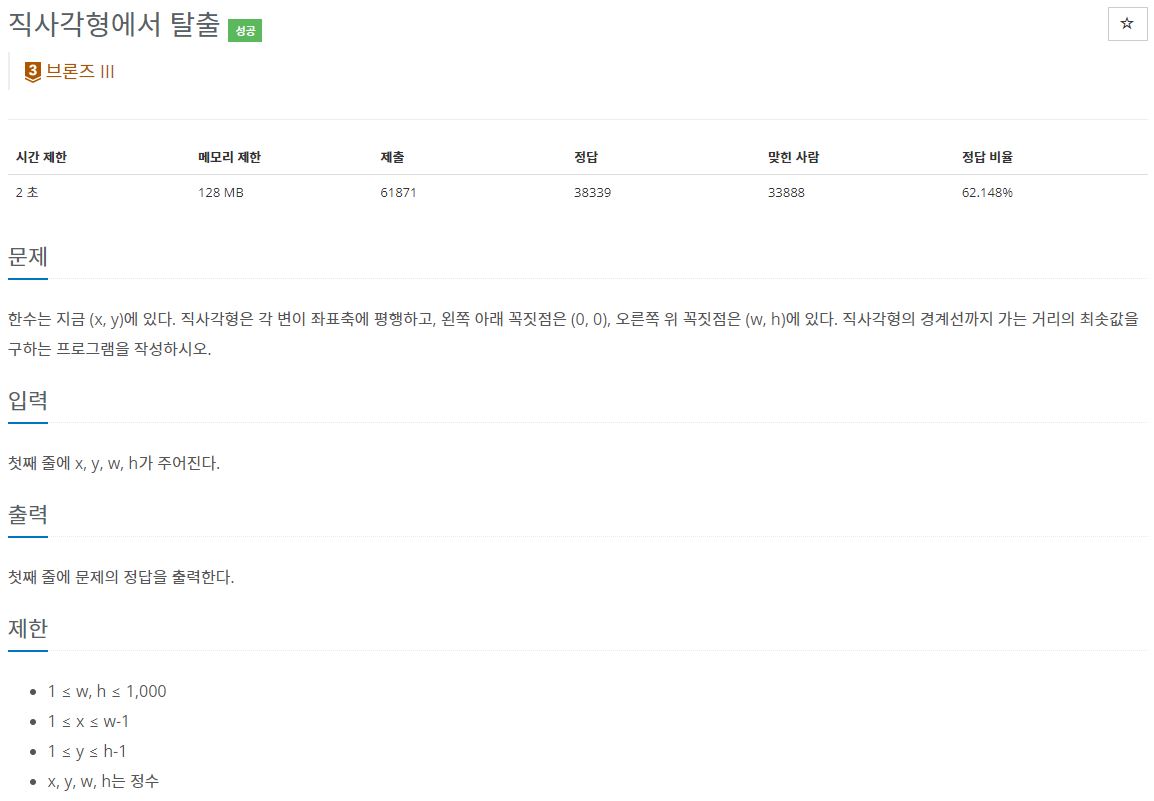 직사각형에서 탈출 성공
☆
3 브론즈 III
시간 제한 메모리 제한 제출 정답 맞힌 사람 정답 비율
2 초 128 MB 61871 38339 33888 62.148%
문제
한수는 지금 (x, y)에 있다. 직사각형은 각 변이 좌표축에 평행하고, 왼쪽 아래 꼭짓점은 (0, 0), 오른쪽 위 꼭짓점은 (w, h)에 있다. 직사각형의 경계선까지 가는 거리의 최솟값을
구하는 프로그램을 작성하시오.
입력
첫째 줄에 x, y, w, h가 주어진다.
출력
첫째 줄에 문제의 정답을 출력한다.
제한
• 1 ≤ w, h ≤ 1,000
• 1 ≤ x ≤ w-1
• 1 ≤ y ≤ h-1
• x, y, w, h는 정수